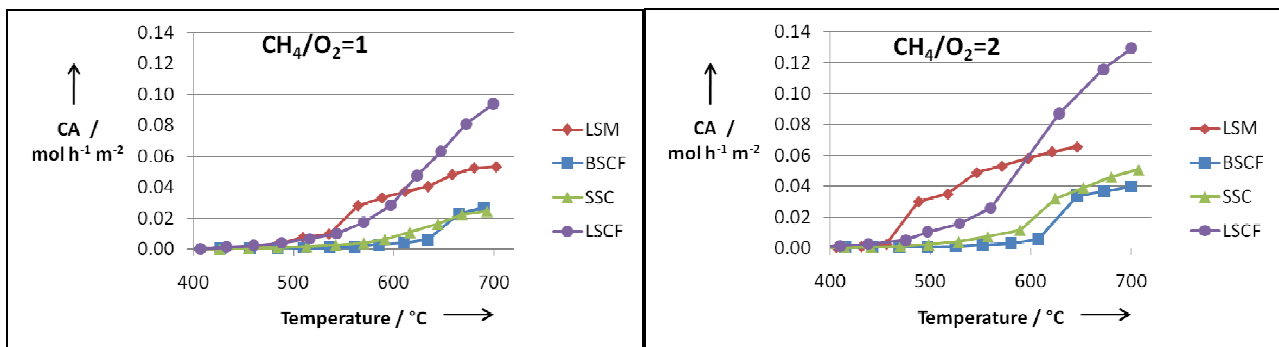 CH₄/O₂=1
0.14
0.12
0.10
0.08
0.06
0.04
0.02
0.00
CA /
mol h⁻¹ m⁻²
400 500 600 700
Temperature / °C
LSM
BSCF
SSC
LSCF
CH₄/O₂=2
0.14
0.12
0.10
0.08
0.06
0.04
0.02
0.00
CA /
mol h⁻¹ m⁻²
400 500 600 700
Temperature / °C
LSM
BSCF
SSC
LSCF